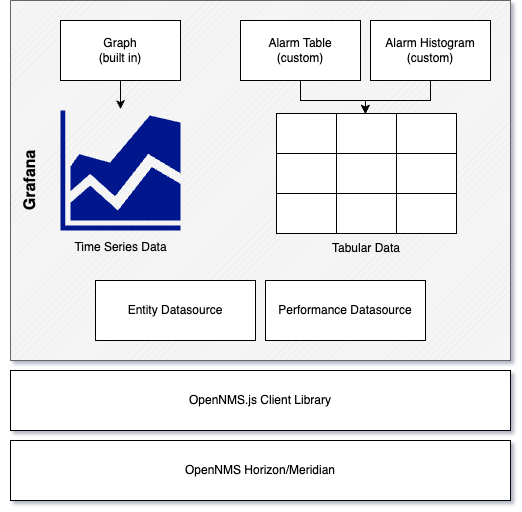 Graph
(built in)
Alarm Table
(custom)
Alarm Histogram
(custom)
Grafana
Time Series Data
Tabular Data
Entity Datasource
Performance Datasource
OpenNMS.js Client Library
OpenNMS Horizon/Meridian